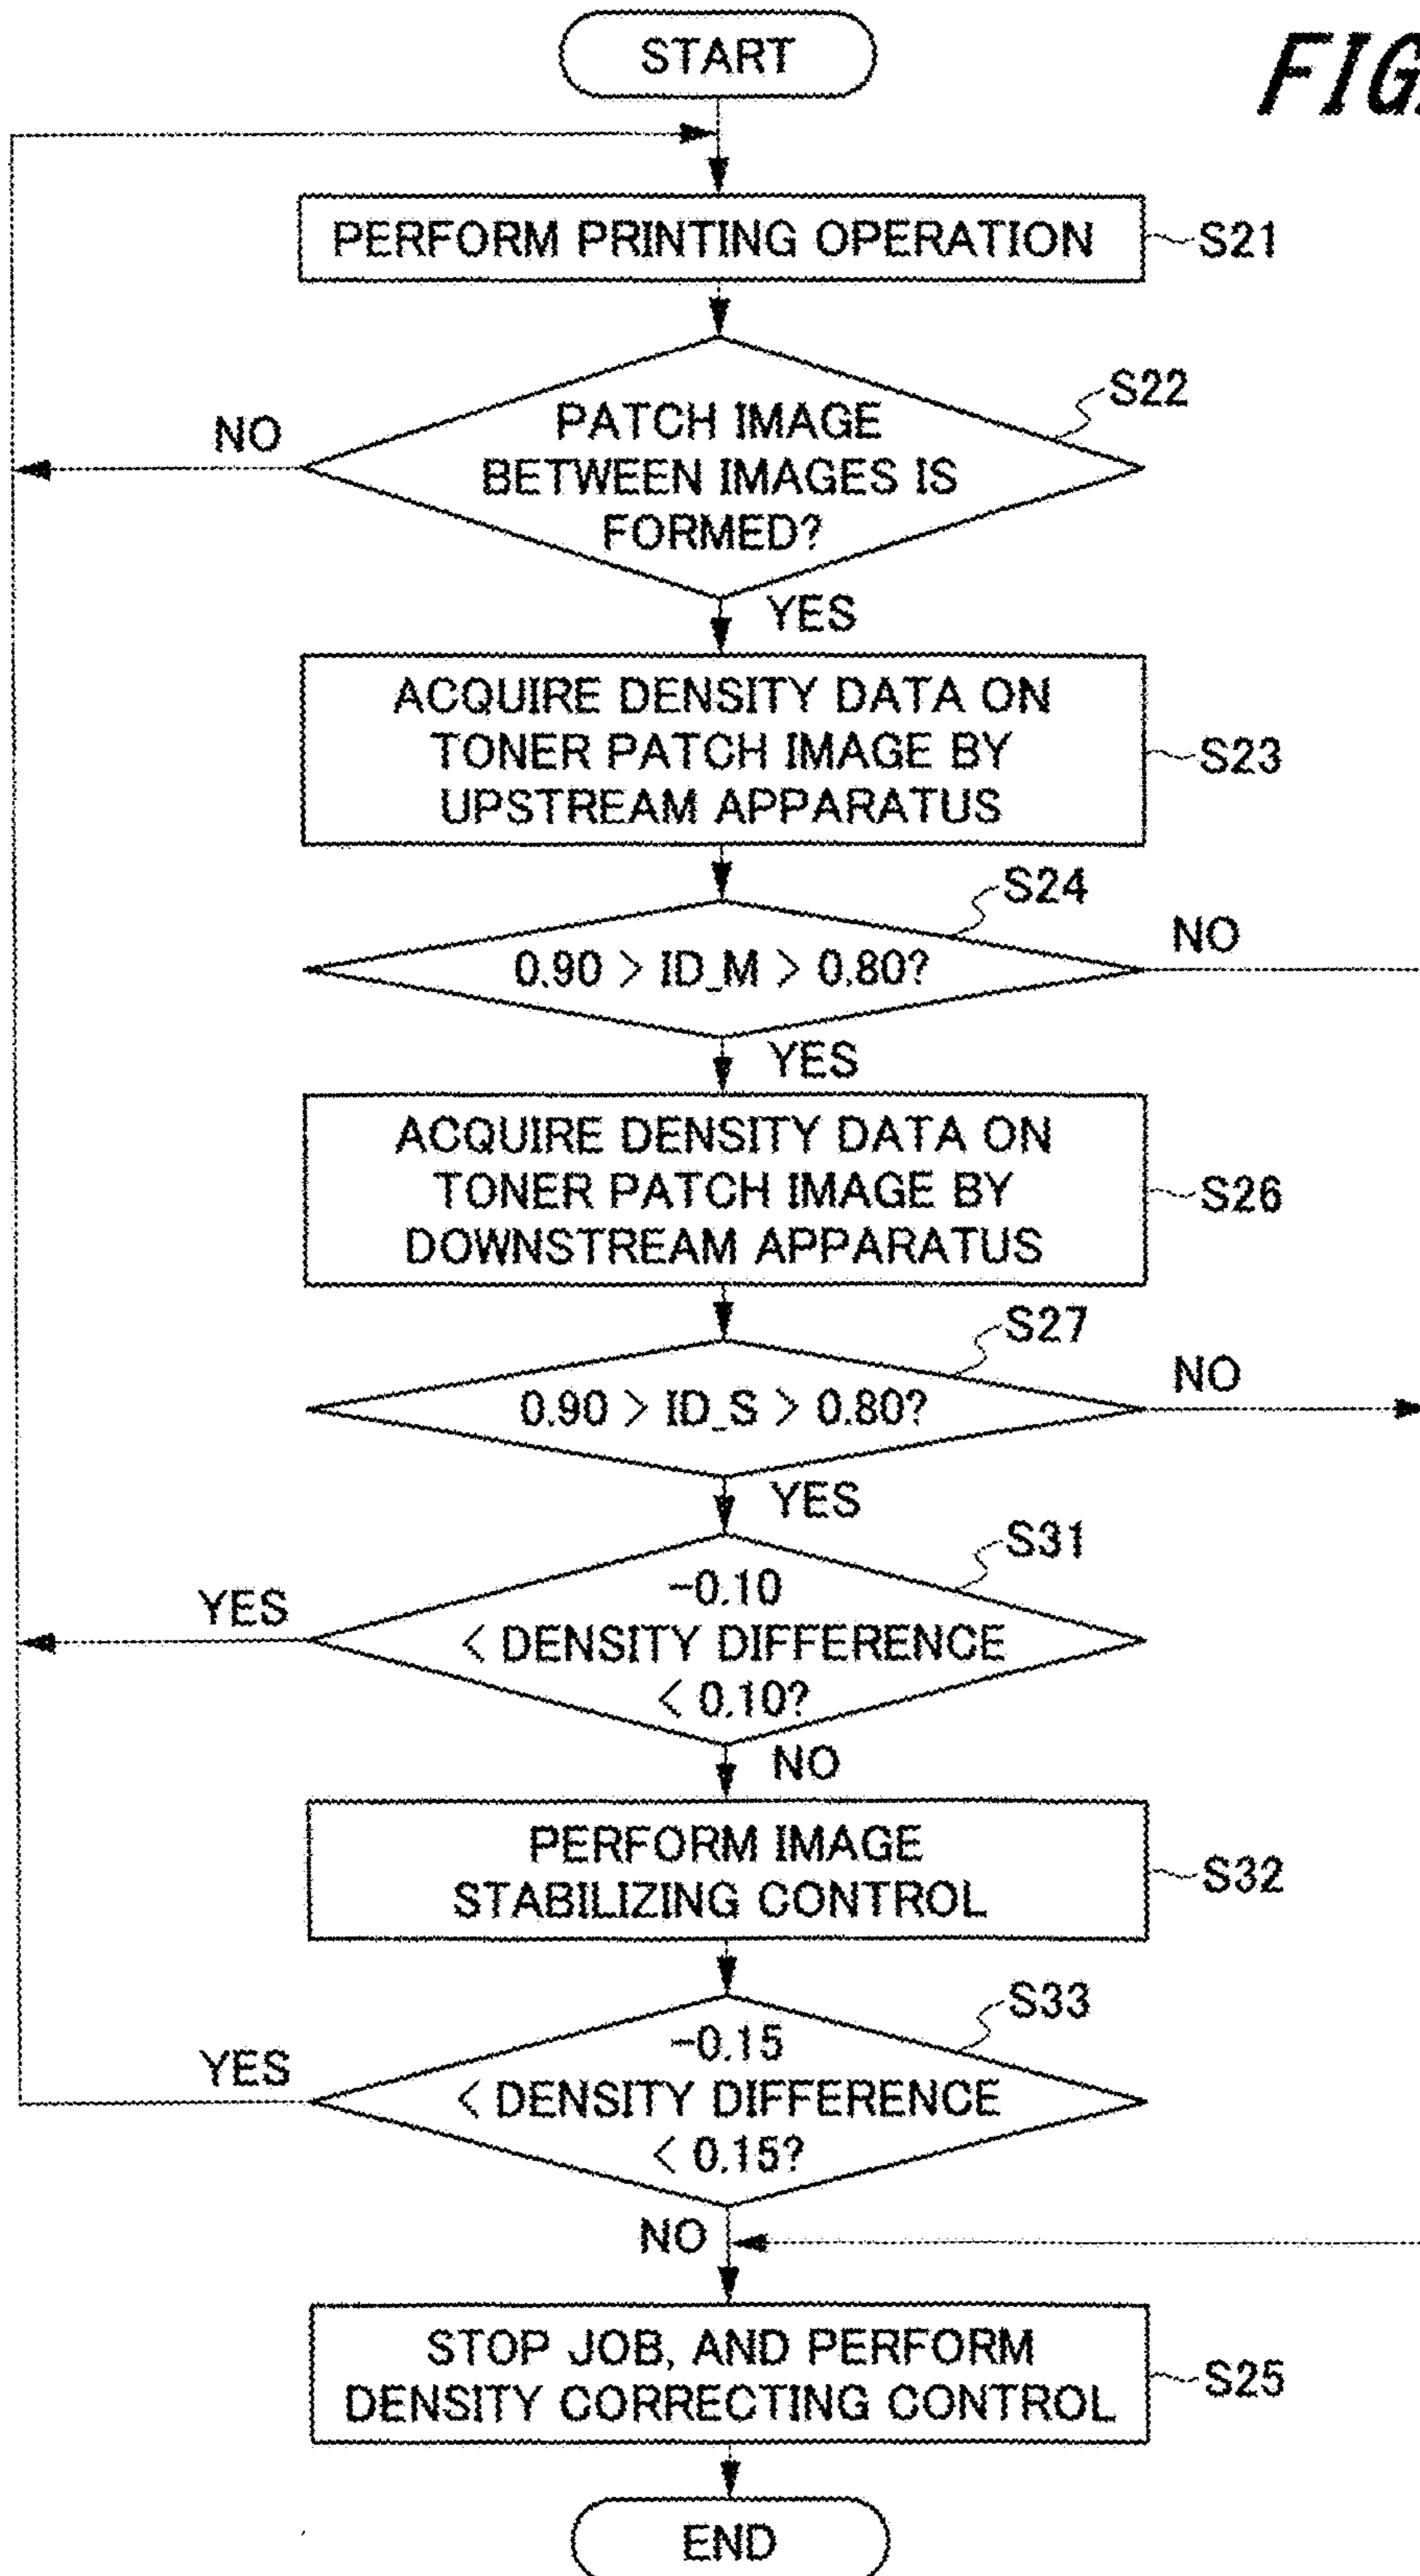 START
FIG
PERFORM PRINTING OPERATION
S21
S22
PATCH IMAGE
BETWEEN IMAGES IS
FORMED?
NO
YES
ACQUIRE DENSITY DATA ON
TONER PATCH IMAGE BY
UPSTREAM APPARATUS
S23
S24
0.90 > ID_M > 0.80?
NO
YES
ACQUIRE DENSITY DATA ON
TONER PATCH IMAGE BY
DOWNSTREAM APPARATUS
S26
S27
0.90 > ID_S > 0.80?
NO
YES
S31
-0.10
< DENSITY DIFFERENCE
< 0.10?
YES
NO
PERFORM IMAGE
STABILIZING CONTROL
S32
S33
-0.15
< DENSITY DIFFERENCE
< 0.15?
YES
NO
STOP JOB, AND PERFORM
DENSITY CORRECTING CONTROL
S25
END